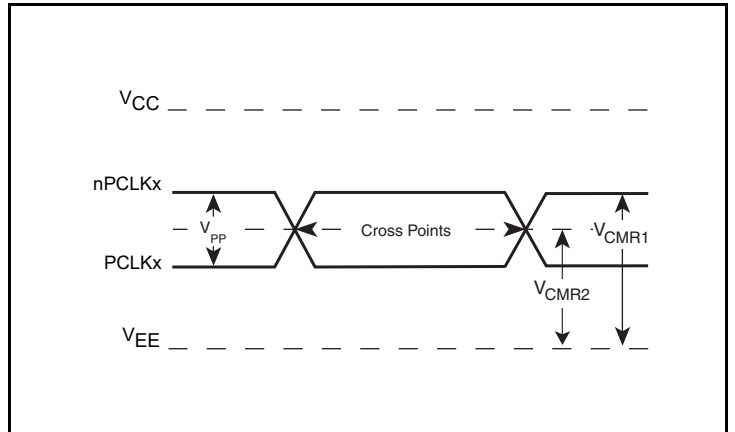 VCC
nPCLKx
VPP
Cross Points
VCMR1
PCLKx
VCMR2
VEE